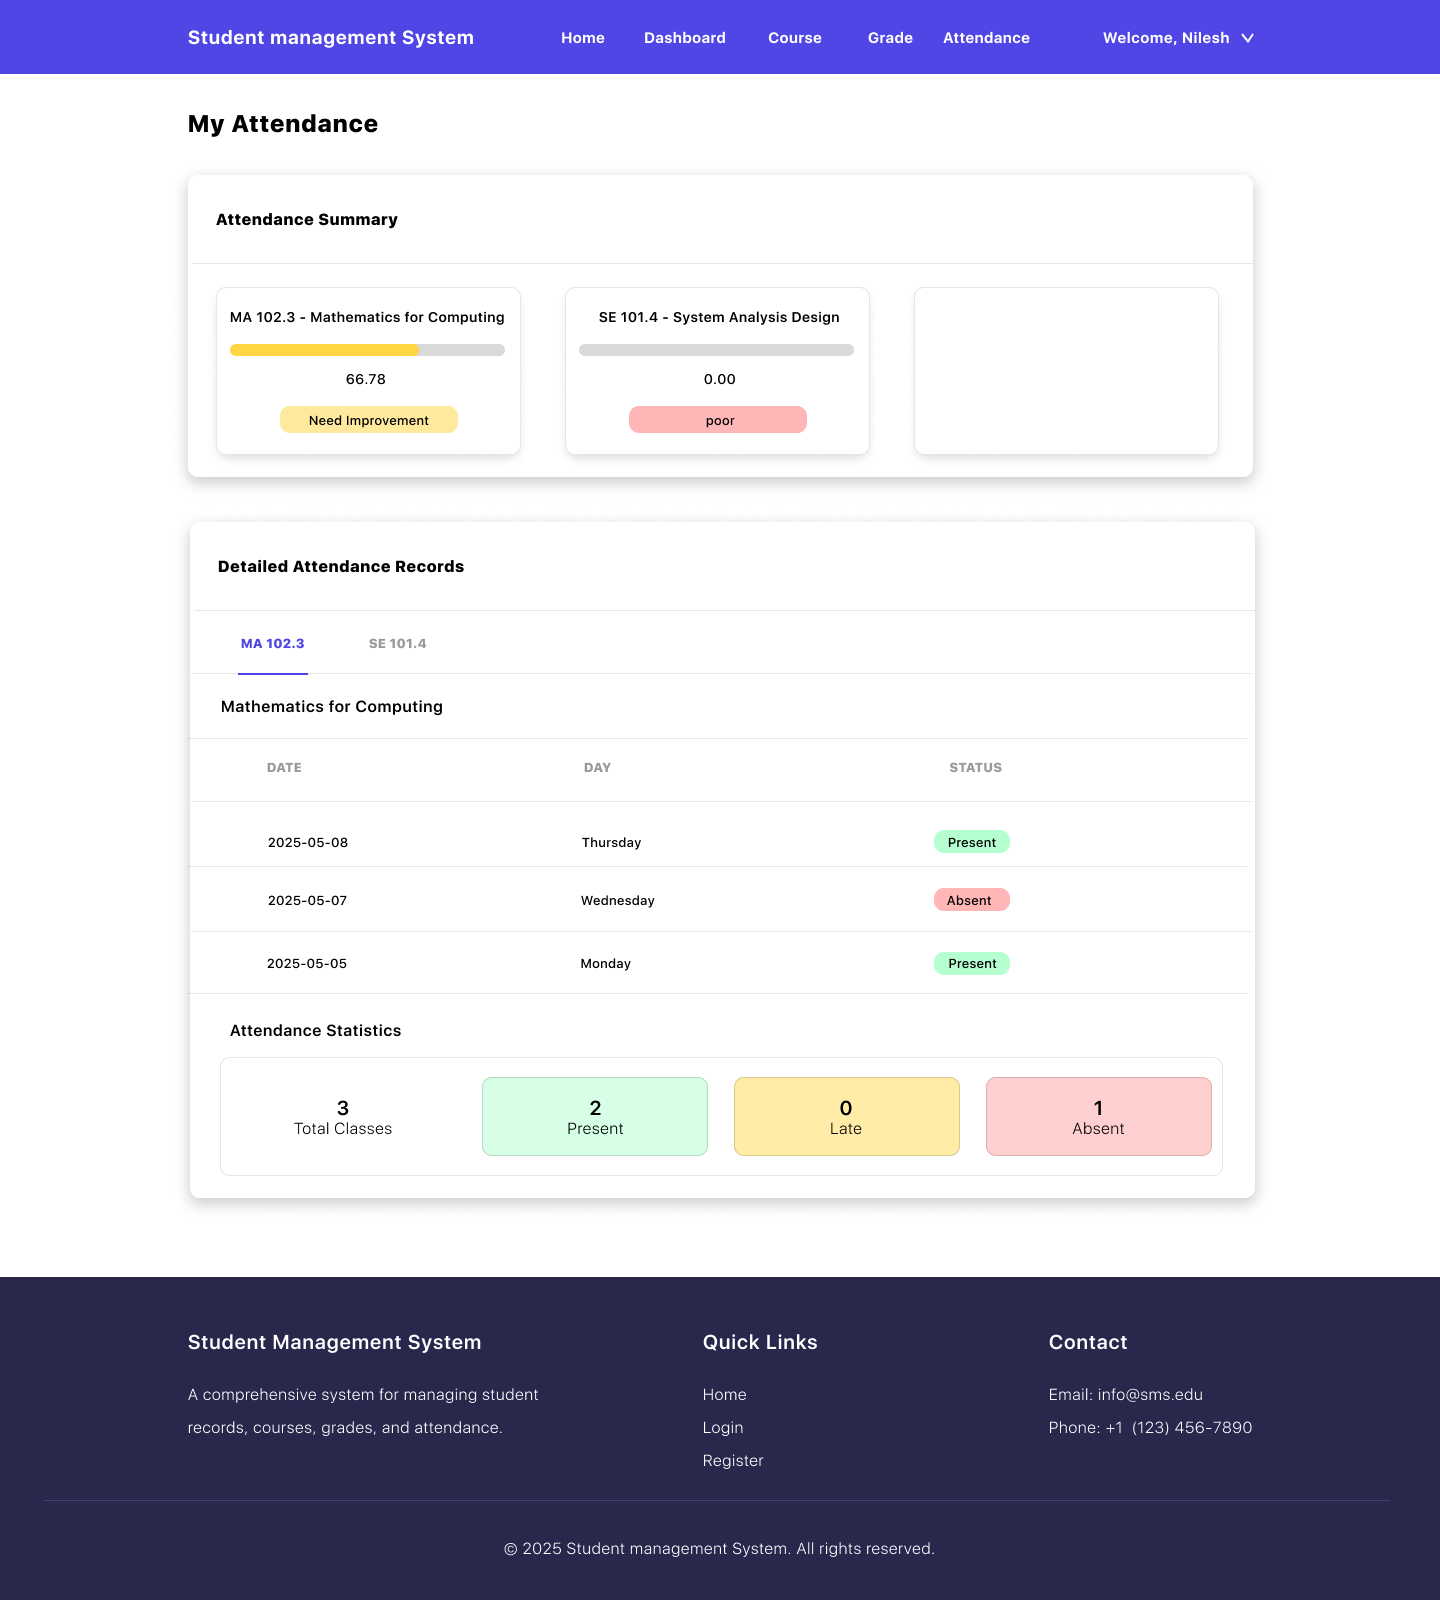 Student management System
Home Dashboard Course Grade Attendance
Welcome, Nilesh
My Attendance
Attendance Summary
MA 102.3 - Mathematics for Computing
66.78
Need Improvement
SE 101.4 - System Analysis Design
0.00
poor
Detailed Attendance Records
MA 102.3 SE 101.4
Mathematics for Computing
DATE DAY STATUS
2025-05-08 Thursday Present
2025-05-07 Wednesday Absent
2025-05-05 Monday Present
Attendance Statistics
3
Total Classes
2
Present
0
Late
1
Absent
Student Management System
A comprehensive system for managing student
records, courses, grades, and attendance.
Quick Links
Home
Login
Register
Contact
Email: info@sms.edu
Phone: +1 (123) 456-7890
© 2025 Student management System. All rights reserved.